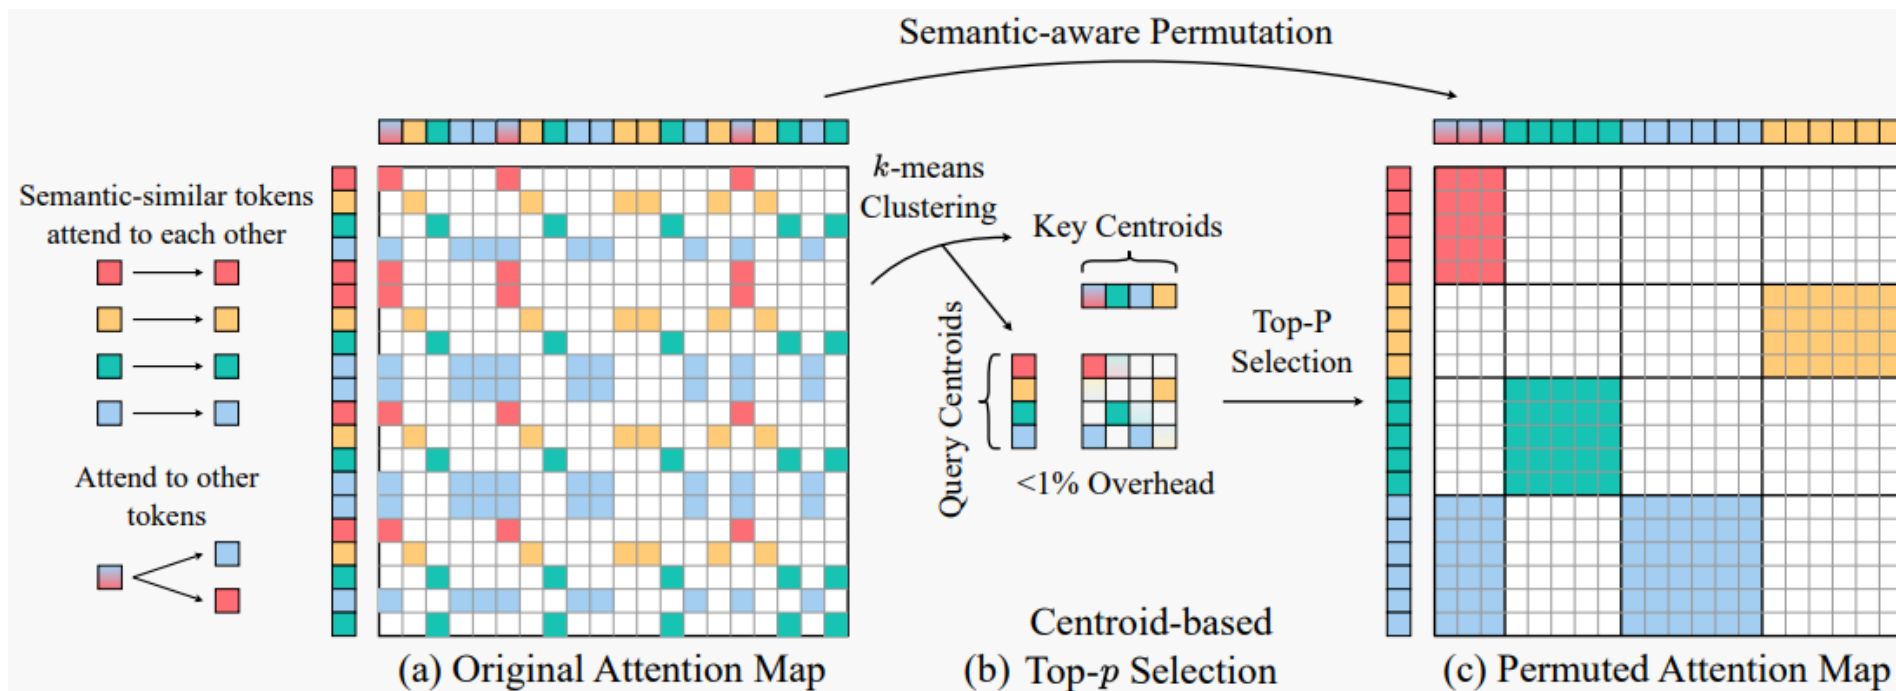 Semantic-aware Permutation
Semantic-similar tokens
attend to each other
Attend to other
tokens
(a) Original Attention Map
k-means
Clustering
Key Centroids
Query Centroids
<1% Overhead
Top-P
Selection
Centroid-based
(b) Top-p Selection
(c) Permuted Attention Map